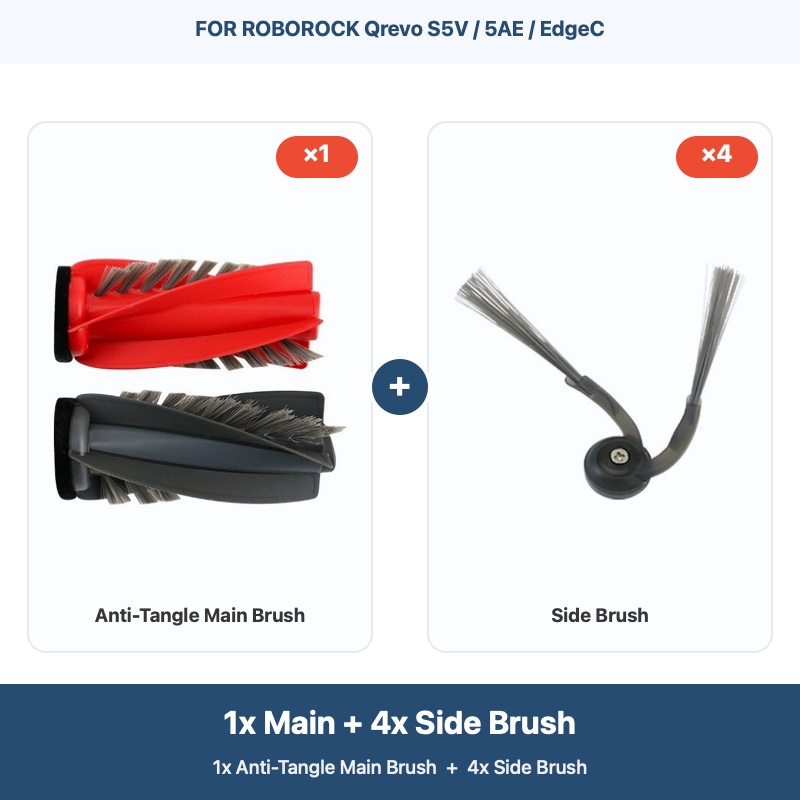 FOR ROBOROCK Qrevo S5V / 5AE / EdgeC
×1
×4
+
Anti-Tangle Main Brush
Side Brush
1x Main + 4x Side Brush
1x Anti-Tangle Main Brush + 4x Side Brush